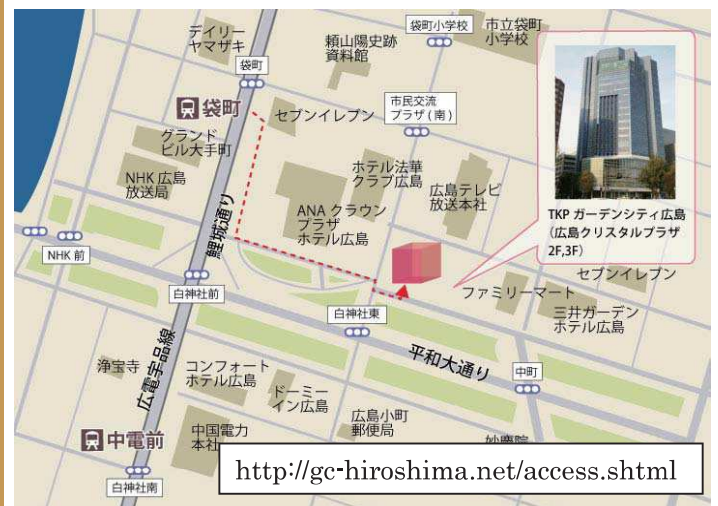 デイリー
ヤマザキ
袋町
頼山陽史跡
資料館
袋町小学校
市立袋町
小学校
袋町
セブンイレブン
市民交流
プラザ(南)
グランド
ビル大手町
NHK 広島
放送局
ホテル法華
クラブ広島
広島テレビ
放送本社
ANA クラウン
プラザ
ホテル広島
TKP ガーデンシティ広島
(広島クリスタルプラザ
2F,3F)
鯉城通り
NHK 前
白神社前
セブンイレブン
ファミリーマート
三井ガーデン
ホテル広島
白神社東
平和大通り
中町
広電宇品線
浄宝寺
コンフォート
ホテル広島
ドーミー
イン広島
広島小町
郵便局
中国電力
本社
中電前
妙慶院
白神社南
http://gc-hiroshima.net/access.shtml